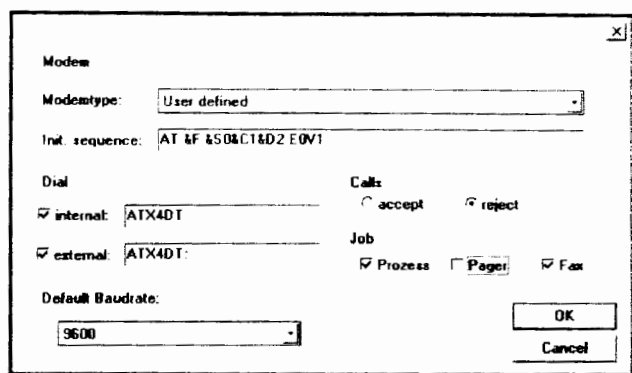 Modem
Modemtype: User defined
Init. sequence: AT &F &S0&C1&D2 E0V1
Dial
internal: ATX4DT
external: ATX4DT:
Default Baudrate:
9600
Calls
accept reject
Job
Prozess Pager Fax
OK
Cancel